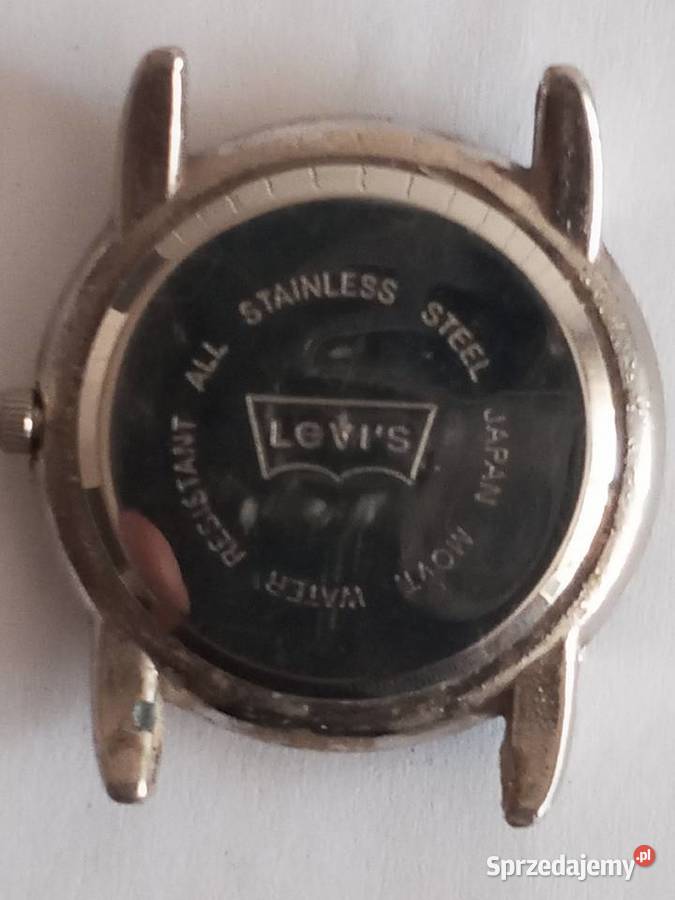 ALL STAINLESS STEEL JAPAN MOVT. WATER RESISTANT
LeVI'S
Sprzedajemy.pl